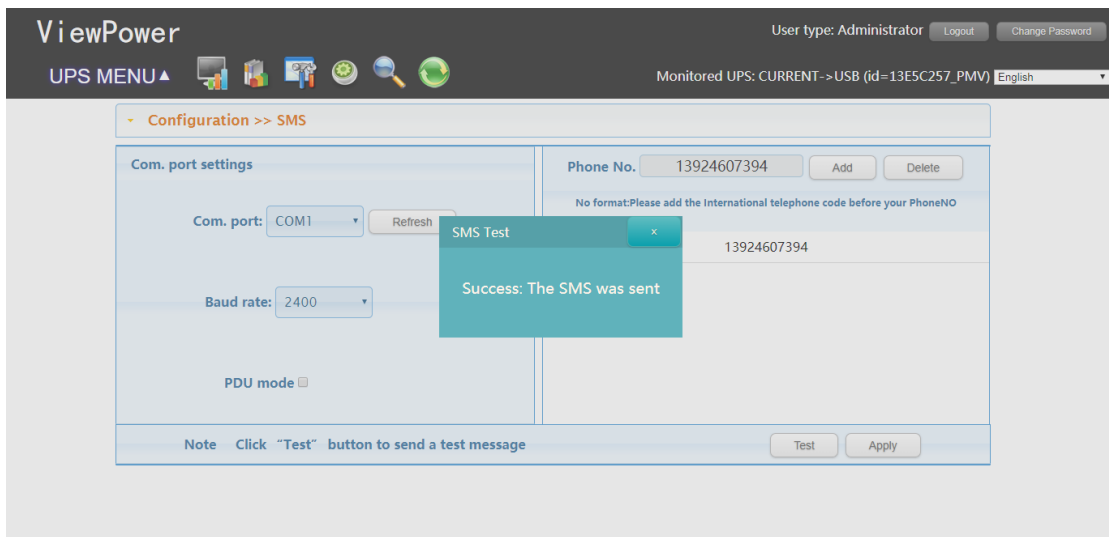 ViewPower
User type: Administrator Logout Change Password
UPS MENU▲
Monitored UPS: CURRENT->USB (id=13E5C257_PMV) English
Configuration >> SMS
Com. port settings
Phone No. 13924607394 Add Delete
No format:Please add the International telephone code before your PhoneNO
Com. port: COM1 Refresh
SMS Test x
13924607394
Success: The SMS was sent
Baud rate: 2400
PDU mode
Note Click “Test” button to send a test message
Test Apply